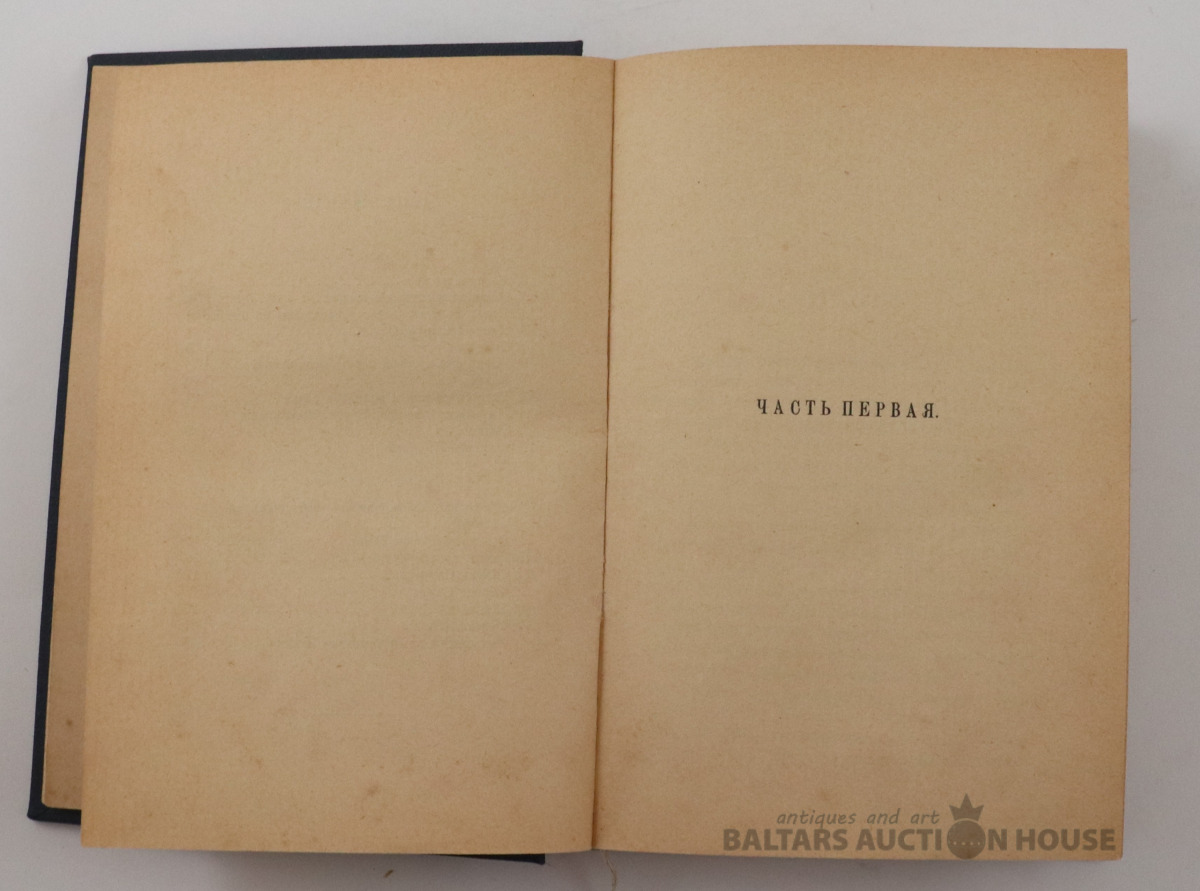 ЧАСТЬ ПЕРВАЯ.
antiques and art
BALTARS AUCTION HOUSE